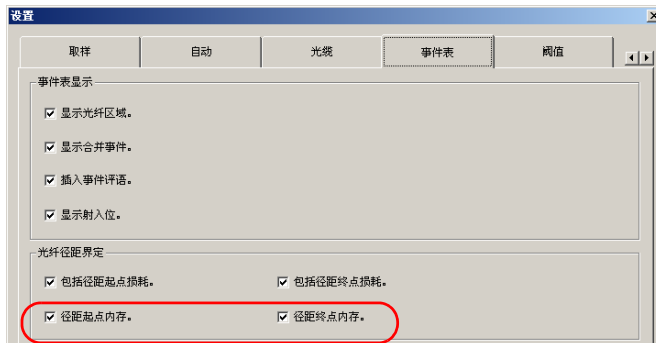 设置
取样 自动 光缆 事件表 阈值
事件表显示
显示光纤区域。
显示合并事件。
插入事件评语。
显示射入位。
光纤径距界定
包括径距起点损耗。 包括径距终点损耗。
径距起点内存。 径距终点内存。